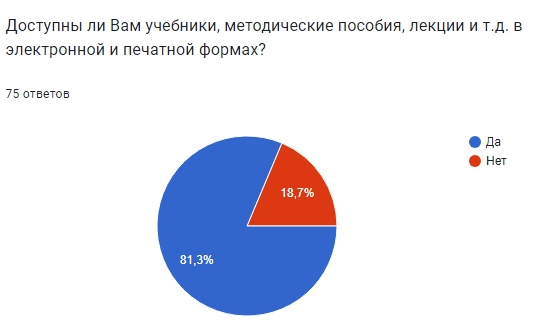 Доступны ли Вам учебники, методические пособия, лекции и т.д. в
электронной и печатной формах?
75 ответов
Да
Нет
18,7%
81,3%